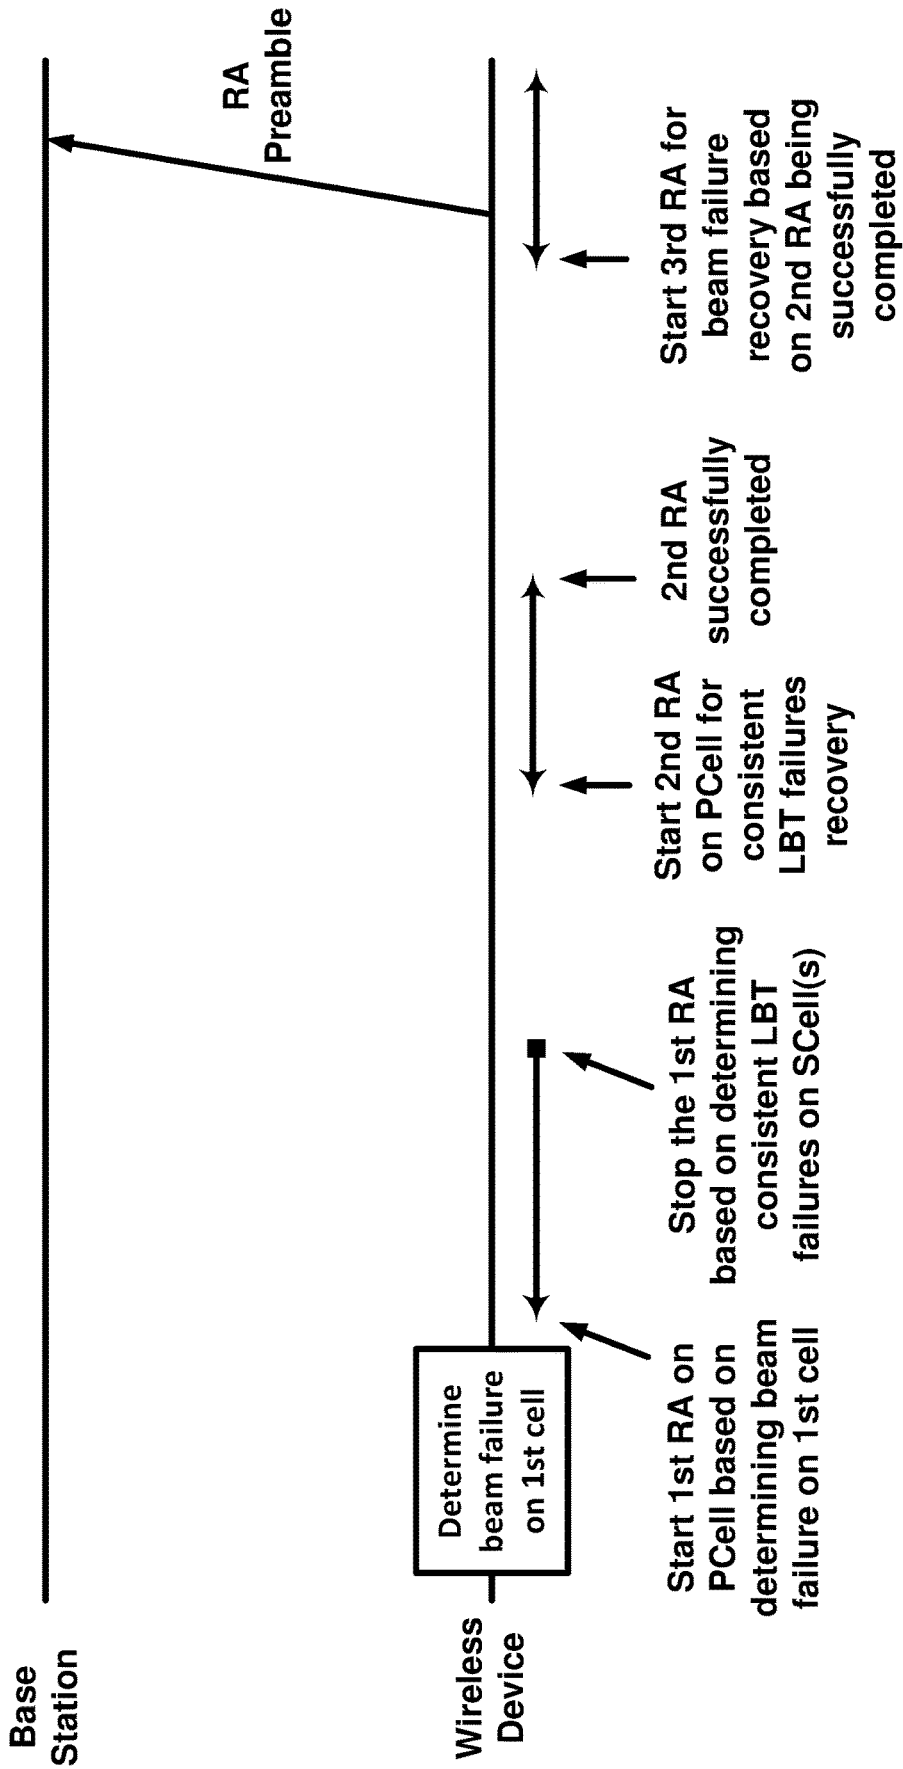 Base
Station
RA
Preamble
Wireless
Device
Determine
beam failure
on 1st cell
Start 1st RA on
PCell based on
determining beam
failure on 1st cell
Stop the 1st RA
based on determining
consistent LBT
failures on SCell(s)
Start 2nd RA
on PCell for
consistent
LBT failures
recovery
2nd RA
successfully
completed
Start 3rd RA for
beam failure
recovery based
on 2nd RA being
successfully
completed